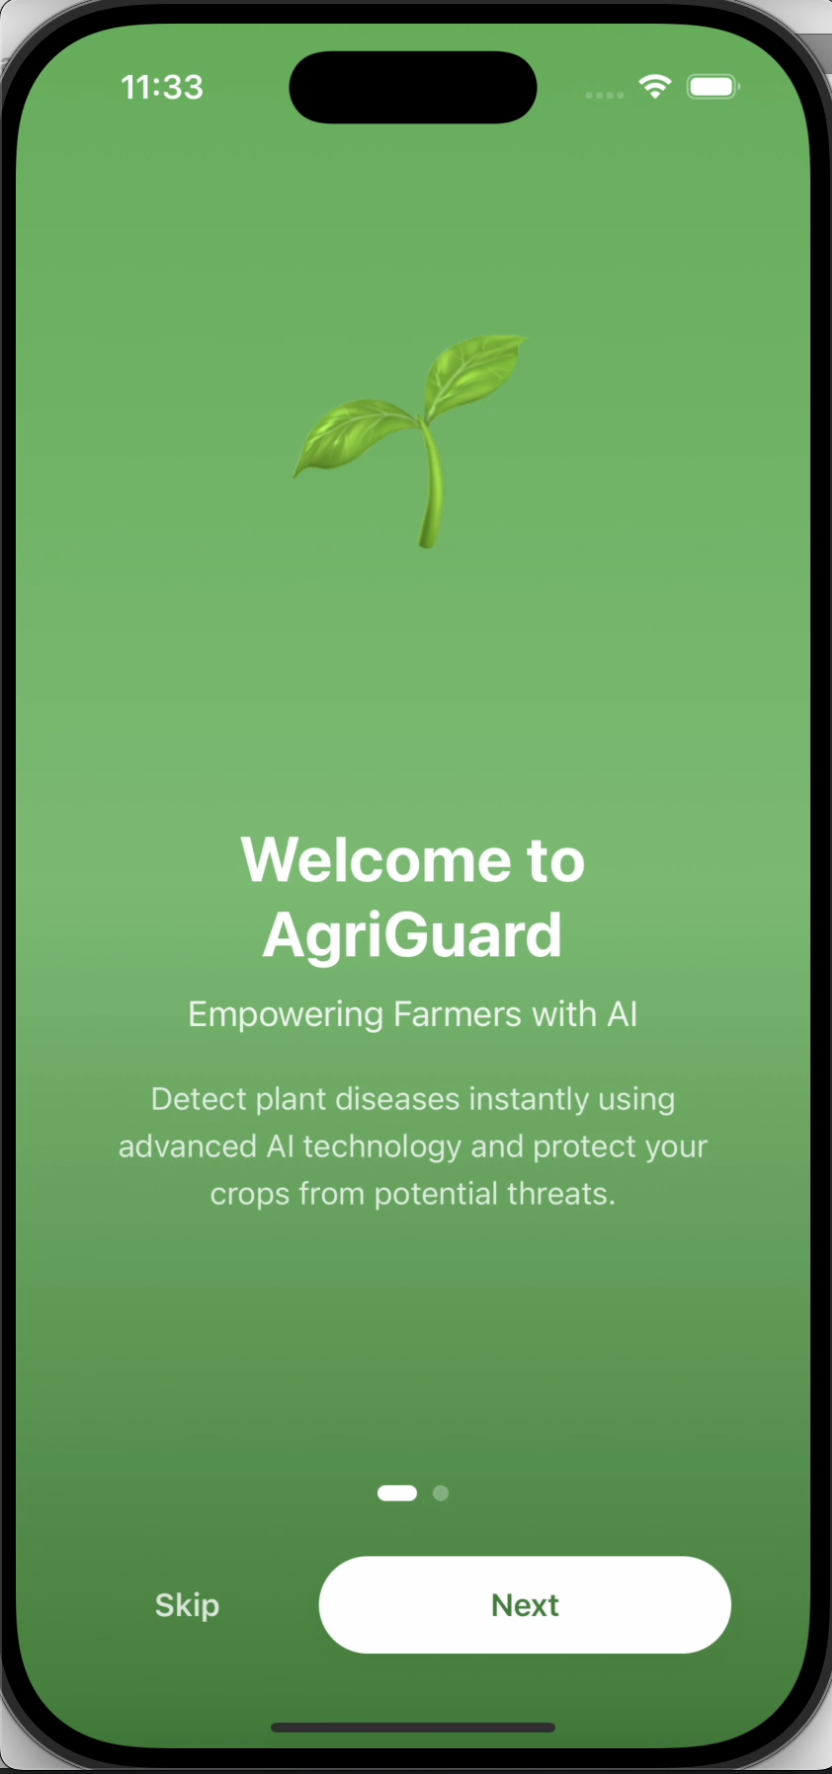 11:33
Welcome to
AgriGuard
Empowering Farmers with AI
Detect plant diseases instantly using
advanced AI technology and protect your
crops from potential threats.
Skip
Next